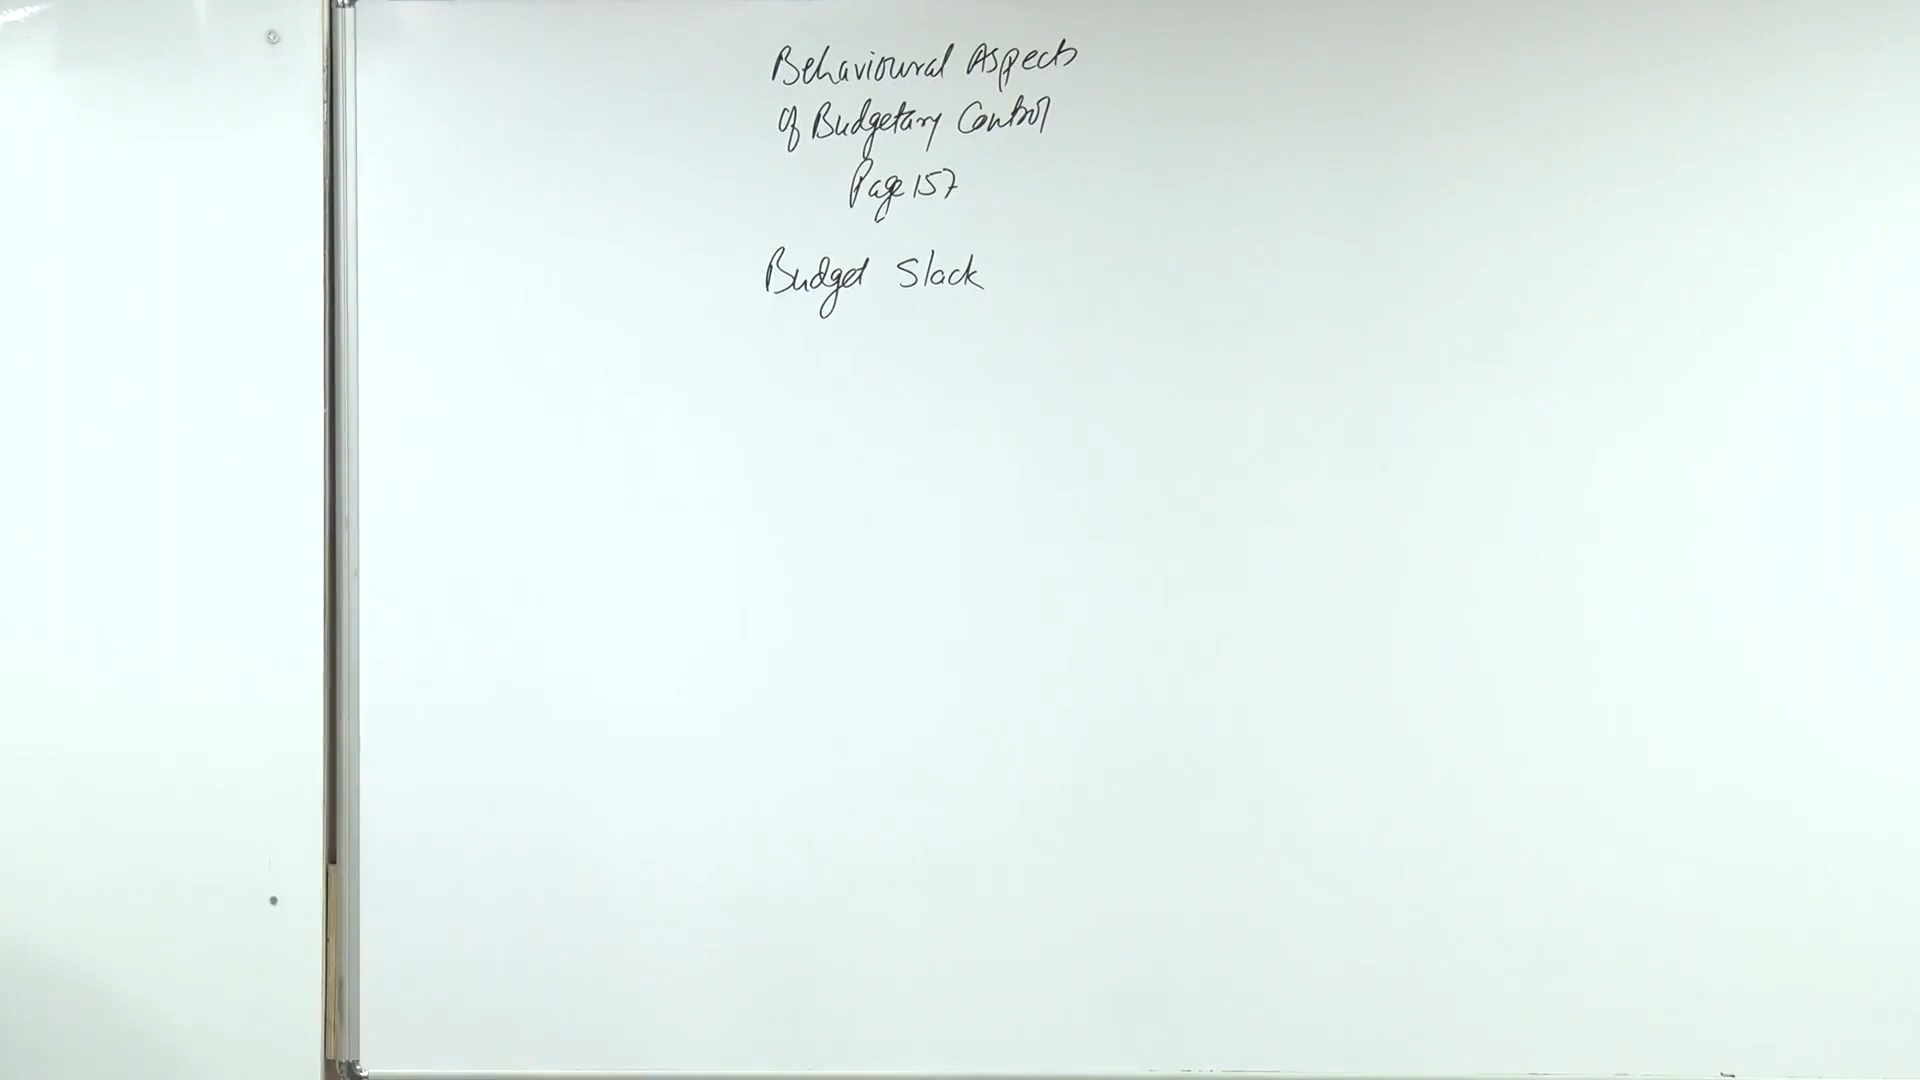 Behavioural Aspects
of Budgetary Control
Page 157
Budget Slack